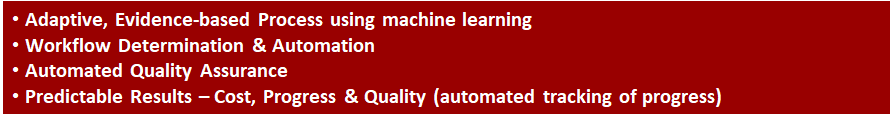 • Adaptive, Evidence-based Process using machine learning
• Workflow Determination & Automation
• Automated Quality Assurance
• Predictable Results – Cost, Progress & Quality (automated tracking of progress)